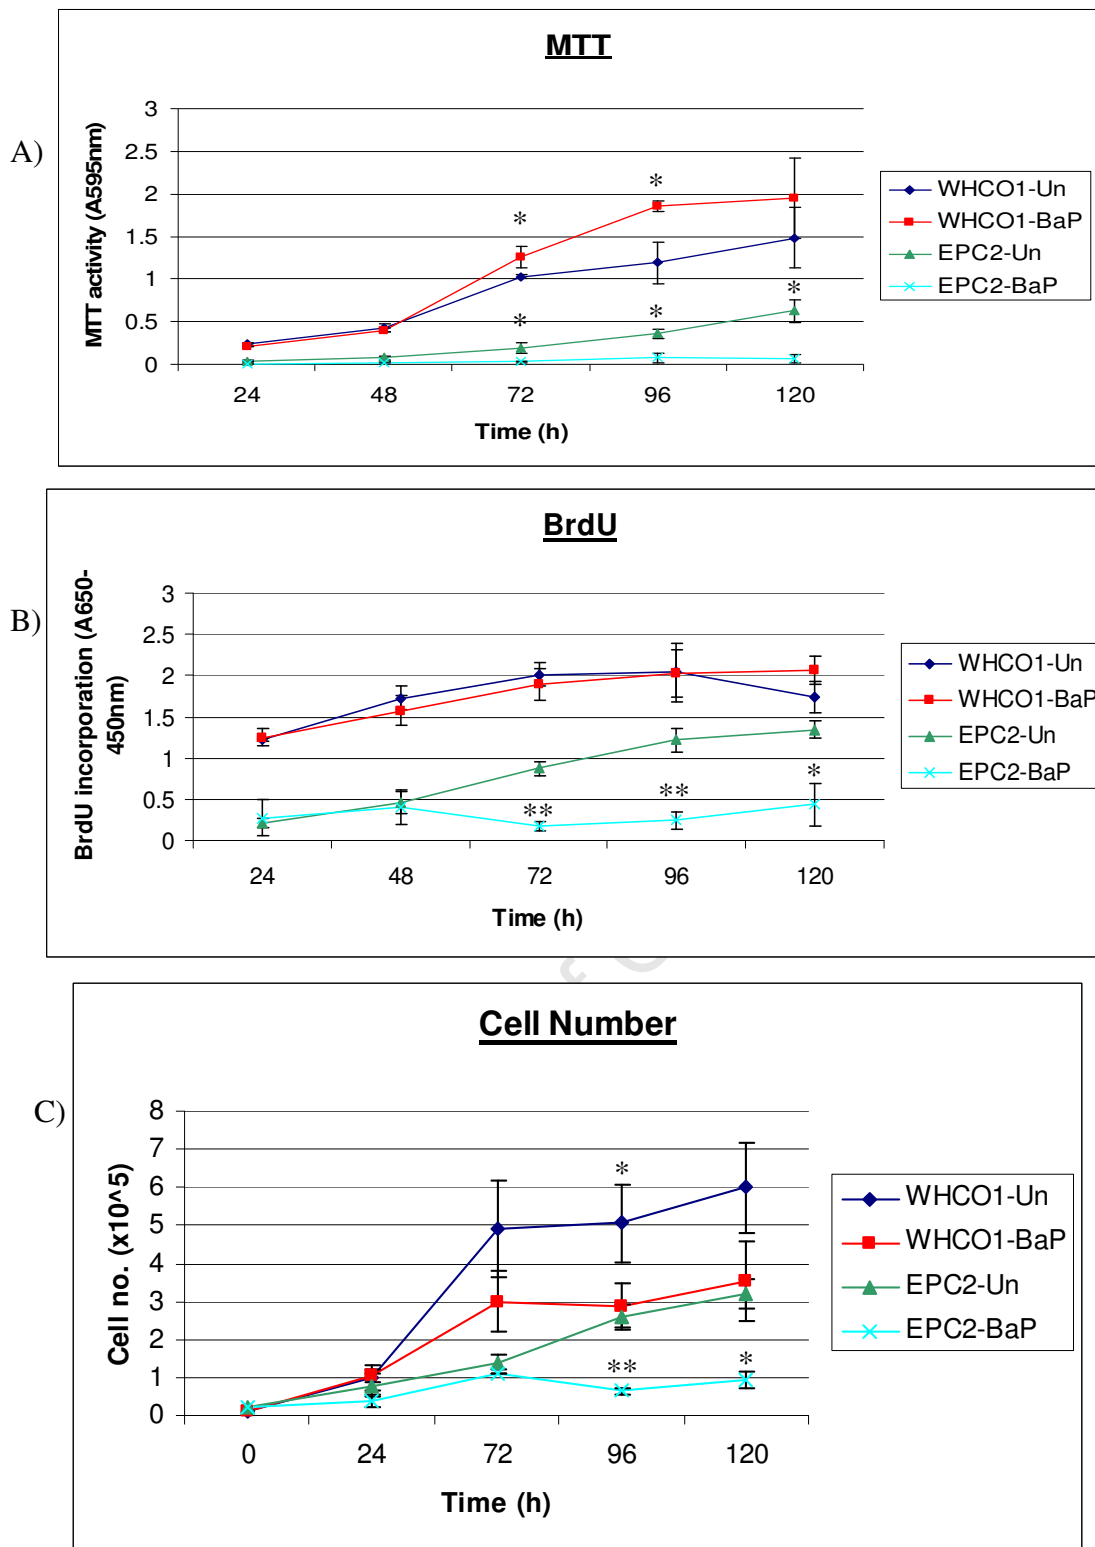 A)
MTT
MTT activity (A595nm)
3
2.5
2
1.5
1
0.5
0
*
*
*
*
*
24 48 72 96 120
Time (h)
WHCO1-Un
WHCO1-BaP
EPC2-Un
EPC2-BaP
B)
BrdU
BrdU incorporation (A650-
450nm)
3
2.5
2
1.5
1
0.5
0
**
**
*
24 48 72 96 120
Time (h)
WHCO1-Un
WHCO1-BaP
EPC2-Un
EPC2-BaP
C)
Cell Number
Cell no. (x10^5)
8
7
6
5
4
3
2
1
0
*
**
*
0 24 72 96 120
Time (h)
WHCO1-Un
WHCO1-BaP
EPC2-Un
EPC2-BaP